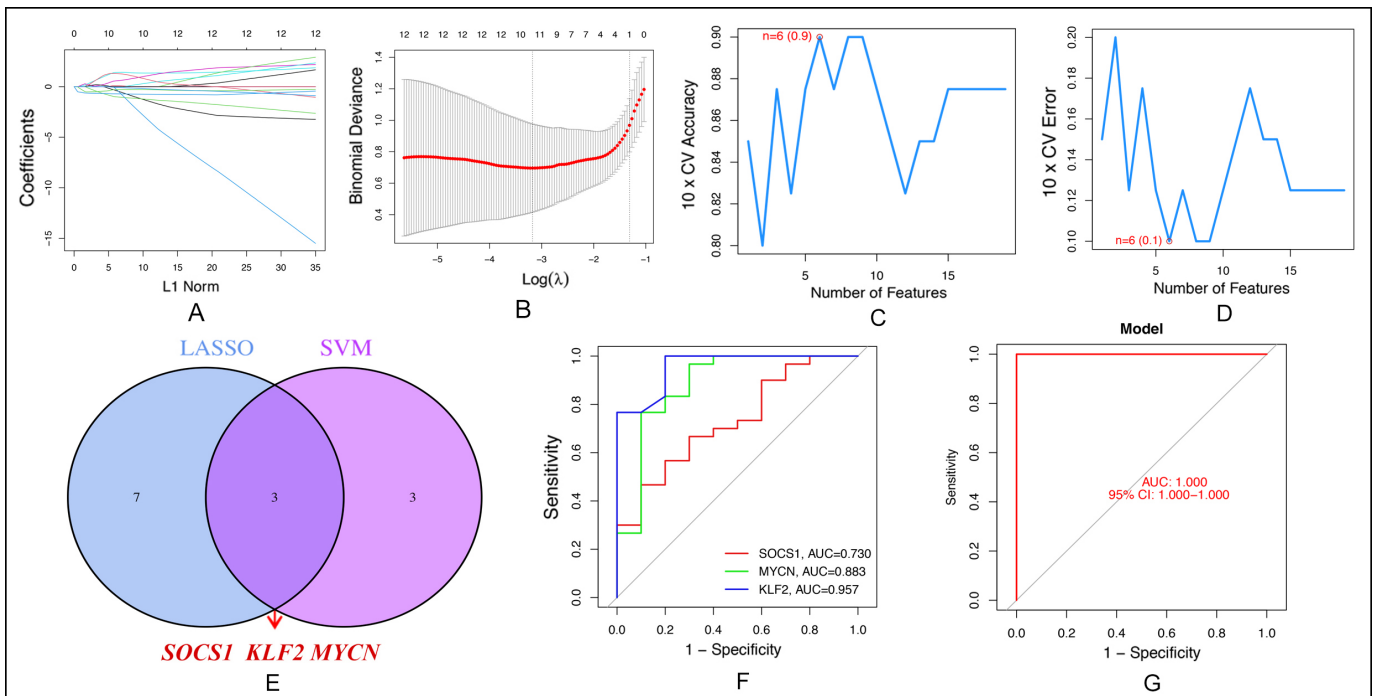 0 5 10 10 10 12 12 12
Coefficients
0
−5
−10
−15
0 5 10 15 20 25 30 35
L1 Norm
A
12 12 12 12 12 12 12 11 9 7 7 4 4 1 0
Binomial Deviance
1.4
1.2
1.0
0.8
0.6
0.4
−5 −4 −3 −2 −1
Log(λ)
B
10 x CV Accuracy
0.90
0.88
0.86
0.84
0.82
0.80
n=6 (0.9)
5 10 15
Number of Features
C
10 x CV Error
0.20
0.18
0.16
0.14
0.12
0.10
n=6 (0.1)
5 10 15
Number of Features
D
LASSO SVM
7 3 3
SOCS1 KLF2 MYCN
E
Sensitivity
1.0
0.8
0.6
0.4
0.2
0.0
SOCS1, AUC=0.730
MYCN, AUC=0.883
KLF2, AUC=0.957
0.0 0.2 0.4 0.6 0.8 1.0
1 − Specificity
F
Model
Sensitivity
1.0
0.8
0.6
0.4
0.2
0.0
AUC: 1.000
95% CI: 1.000−1.000
0.0 0.2 0.4 0.6 0.8 1.0
1 − Specificity
G